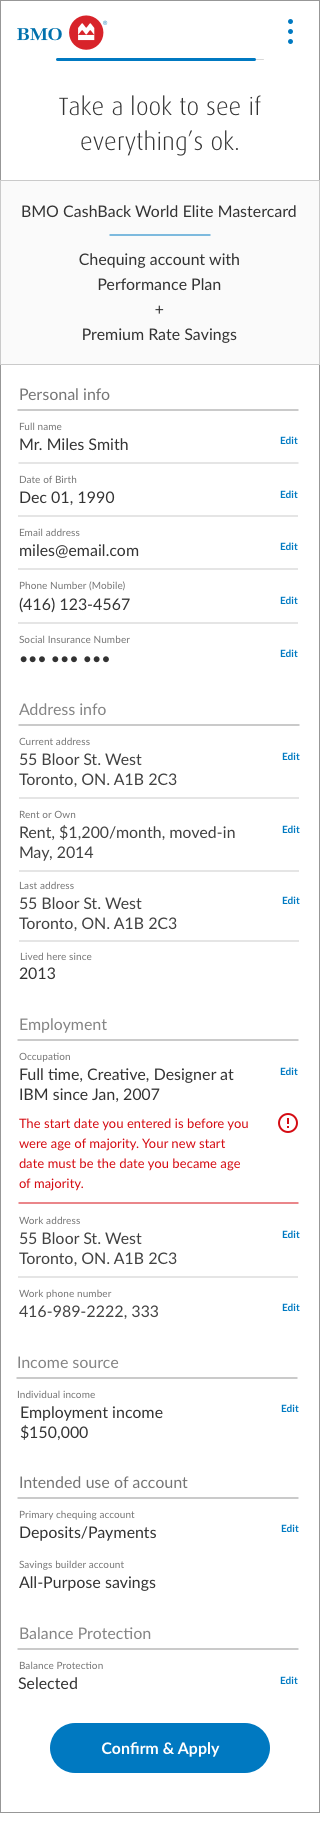 BMO
Take a look to see if
everything's ok.
BMO CashBack World Elite Mastercard
Chequing account with
Performance Plan
+
Premium Rate Savings
Personal info
Full name
Mr. Miles Smith
Edit
Date of Birth
Dec 01, 1990
Edit
Email address
miles@email.com
Edit
Phone Number (Mobile)
(416) 123-4567
Edit
Social Insurance Number
••• ••• •••
Edit
Address info
Current address
55 Bloor St. West
Toronto, ON. A1B 2C3
Edit
Rent or Own
Rent, $1,200/month, moved-in
May, 2014
Edit
Last address
55 Bloor St. West
Toronto, ON. A1B 2C3
Edit
Lived here since
2013
Employment
Occupation
Full time, Creative, Designer at
IBM since Jan, 2007
Edit
The start date you entered is before you
were age of majority. Your new start
date must be the date you became age
of majority.
Work address
55 Bloor St. West
Toronto, ON. A1B 2C3
Edit
Work phone number
416-989-2222, 333
Edit
Income source
Individual income
Employment income
$150,000
Edit
Intended use of account
Primary chequing account
Deposits/Payments
Edit
Savings builder account
All-Purpose savings
Balance Protection
Balance Protection
Selected
Edit
Confirm & Apply